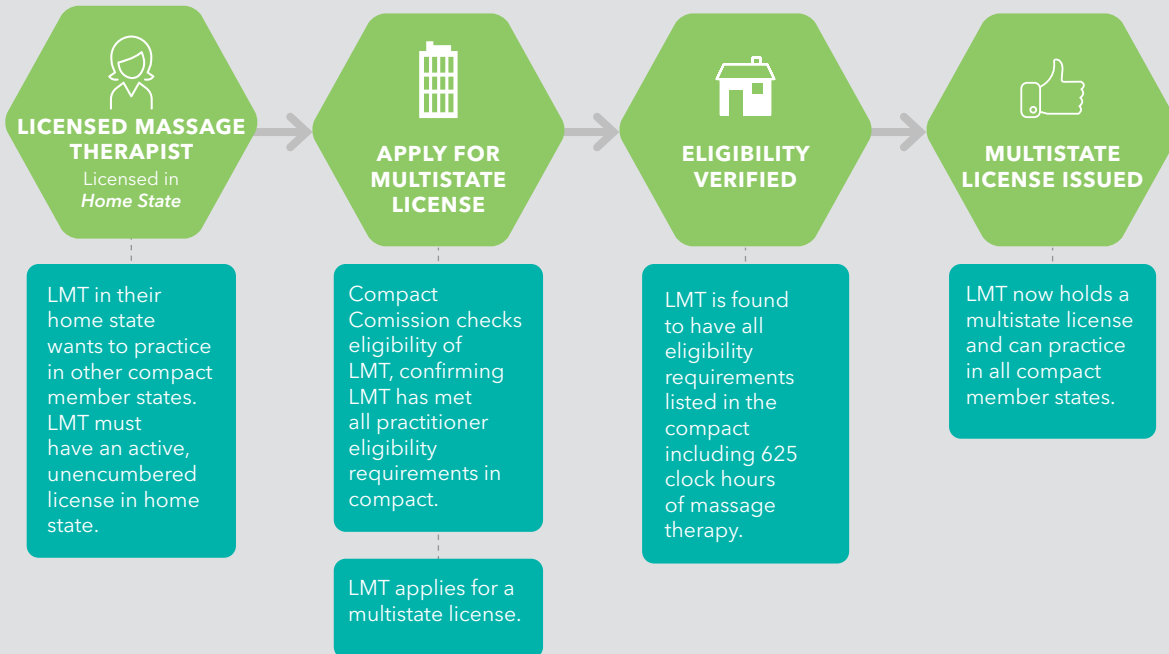 LICENSED MASSAGE
THERAPIST
Licensed in
Home State
APPLY FOR
MULTISTATE
LICENSE
ELIGIBILITY
VERIFIED
MULTISTATE
LICENSE ISSUED
LMT in their
home state
wants to practice
in other compact
member states.
LMT must
have an active,
unencumbered
license in home
state.
Compact
Comission checks
eligibility of
LMT, confirming
LMT has met
all practitioner
eligibility
requirements in
compact.
LMT applies for a
multistate license.
LMT is found
to have all
eligibility
requirements
listed in the
compact
including 625
clock hours
of massage
therapy.
LMT now holds a
multistate license
and can practice
in all compact
member states.